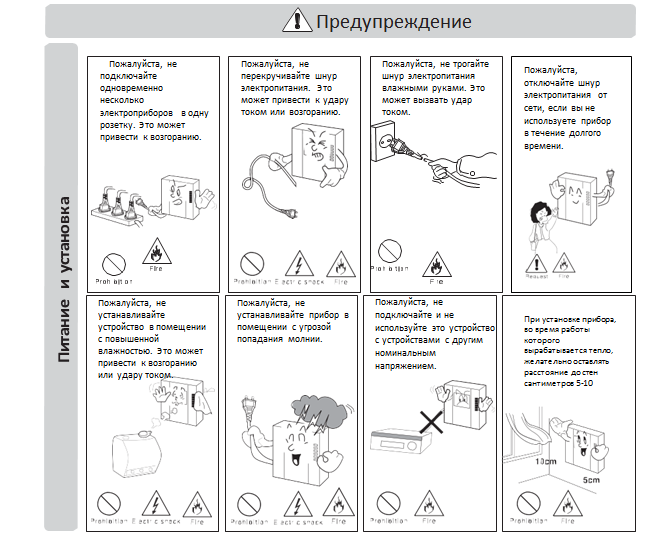 Предупреждение
Питание и установка
Пожалуйста, не
подключайте
одновременно
несколько
электроприборов в одну
розетку. Это может
привести к возгоранию.
Prohibition
Fire
Пожалуйста, не
перекручивайте шнур
электропитания. Это
может привести к удару
током или возгоранию.
Prohibition Electric shock Fire
Пожалуйста, не трогайте
шнур электропитания
влажными руками. Это
может вызвать удар
током.
Prohibition
Fire
Пожалуйста,
отключайте шнур
электропитания от
сети, если вы не
используете прибор
в течение долгого
времени.
Request Fire
Пожалуйста, не
устанавливайте
устройство в помещении
с повышенной
влажностью. Это может
привести к возгоранию
или удару током.
Prohibition Electric shock Fire
Пожалуйста, не
устанавливайте прибор в
помещении с угрозой
попадания молнии.
Prohibition Electric shock Fire
Пожалуйста, не
подключайте и не
используйте это устройство
с устройствами с другим
номинальным
напряжением.
Prohibition Fire
При установке прибора,
во время работы
которого
вырабатывается тепло,
желательно оставлять
расстояние до стен
сантиметров 5-10
10cm
5cm
Prohibition Fire